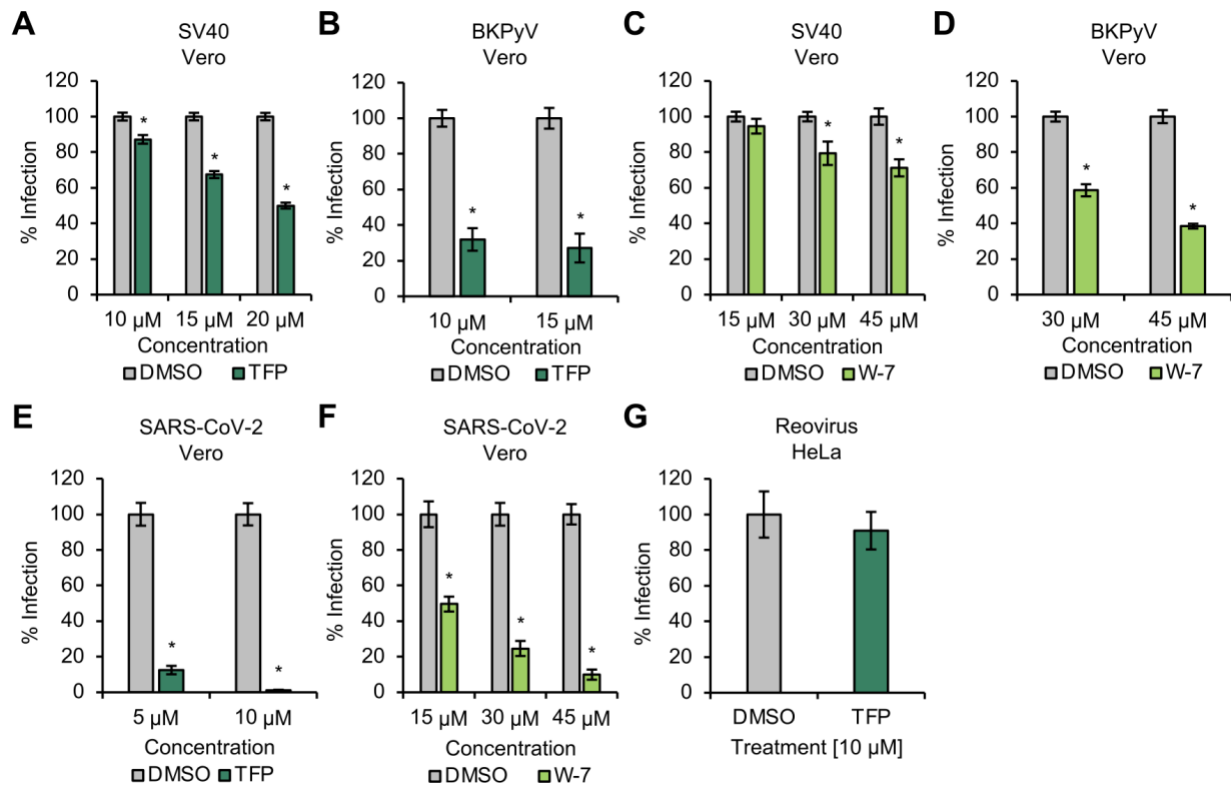 A
SV40
Vero
% Infection
120
100
80
60
40
20
0
*
*
*
10 µM 15 µM 20 µM
Concentration
DMSO TFP
B
BKPyV
Vero
% Infection
120
100
80
60
40
20
0
*
*
10 µM 15 µM
Concentration
DMSO TFP
C
SV40
Vero
% Infection
120
100
80
60
40
20
0
*
*
15 µM 30 µM 45 µM
Concentration
DMSO W-7
D
BKPyV
Vero
% Infection
120
100
80
60
40
20
0
*
*
30 µM 45 µM
Concentration
DMSO W-7
E
SARS-CoV-2
Vero
% Infection
120
100
80
60
40
20
0
*
*
5 µM 10 µM
Concentration
DMSO TFP
F
SARS-CoV-2
Vero
% Infection
120
100
80
60
40
20
0
*
*
*
15 µM 30 µM 45 µM
Concentration
DMSO W-7
G
Reovirus
HeLa
% Infection
120
100
80
60
40
20
0
DMSO TFP
Treatment [10 µM]